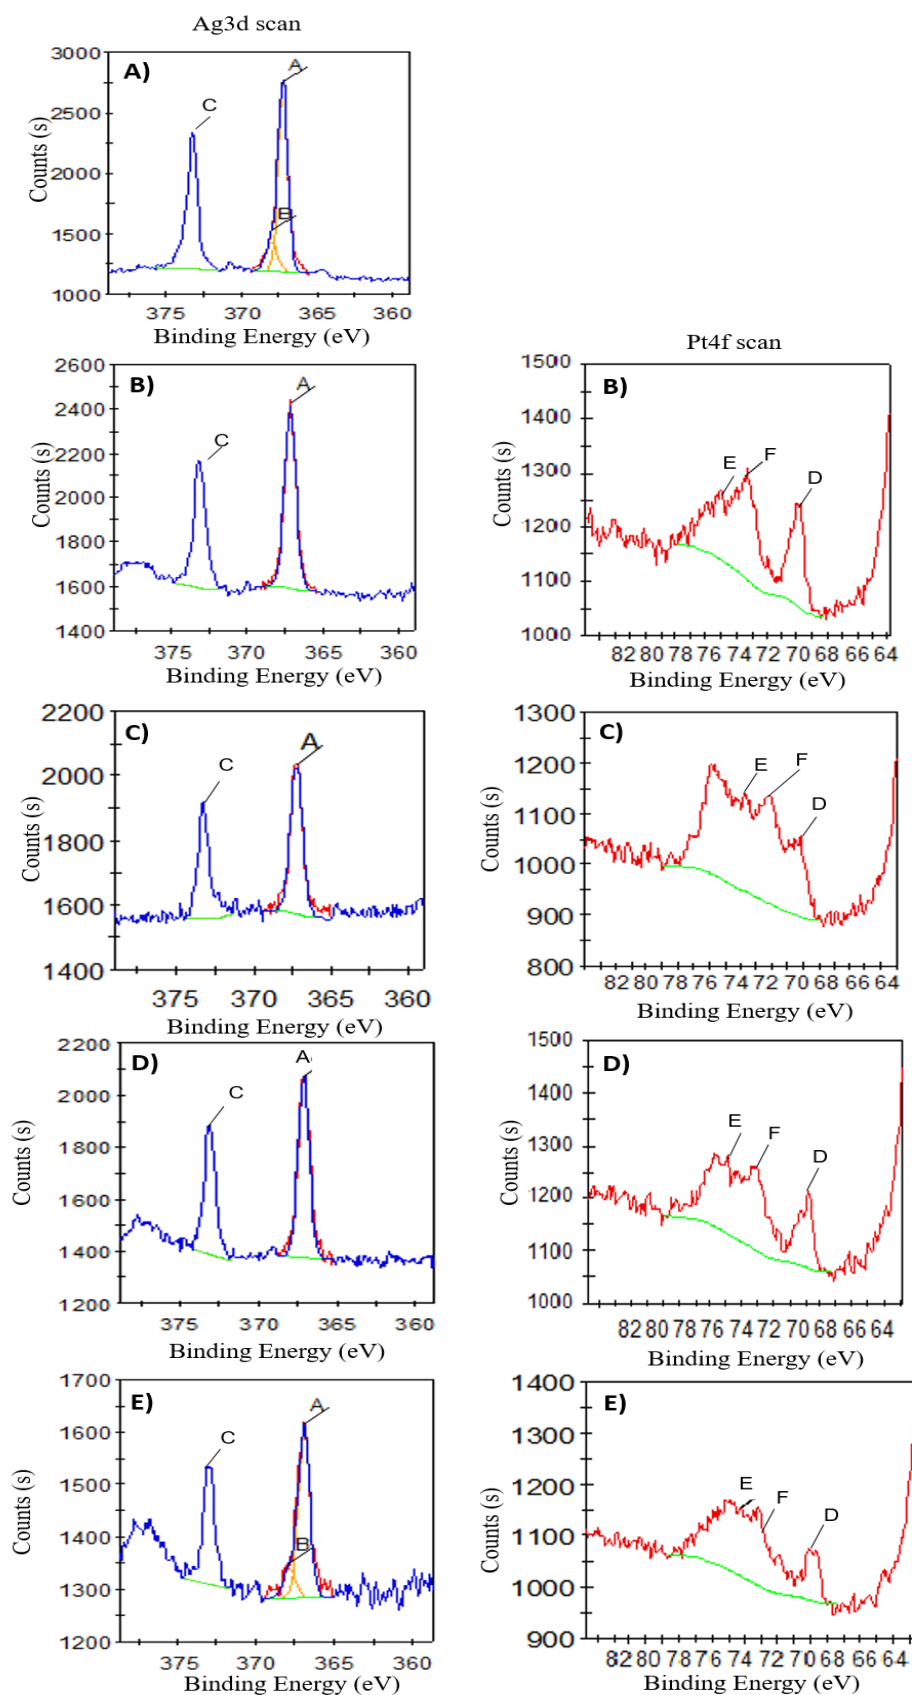 Ag3d scan
A)
3000
2500
2000
1500
1000
C
A
B
Counts (s)
375 370 365 360
Binding Energy (eV)
B)
2600
2400
2200
2000
1800
1600
1400
C
A
Counts (s)
375 370 365 360
Binding Energy (eV)
Pt4f scan
B)
1500
1400
1300
1200
1100
1000
E
F
D
Counts (s)
82 80 78 76 74 72 70 68 66 64
Binding Energy (eV)
C)
2200
2000
1800
1600
1400
C
A
Counts (s)
375 370 365 360
Binding Energy (eV)
C)
1300
1200
1100
1000
900
800
E
F
D
Counts (s)
82 80 78 76 74 72 70 68 66 64
Binding Energy (eV)
D)
2200
2000
1800
1600
1400
1200
C
A
Counts (s)
375 370 365 360
Binding Energy (eV)
D)
1500
1400
1300
1200
1100
1000
E
F
D
Counts (s)
82 80 78 76 74 72 70 68 66 64
Binding Energy (eV)
E)
1700
1600
1500
1400
1300
1200
C
A
B
Counts (s)
375 370 365 360
Binding Energy (eV)
E)
1400
1300
1200
1100
1000
900
E
F
D
Counts (s)
82 80 78 76 74 72 70 68 66 64
Binding Energy (eV)